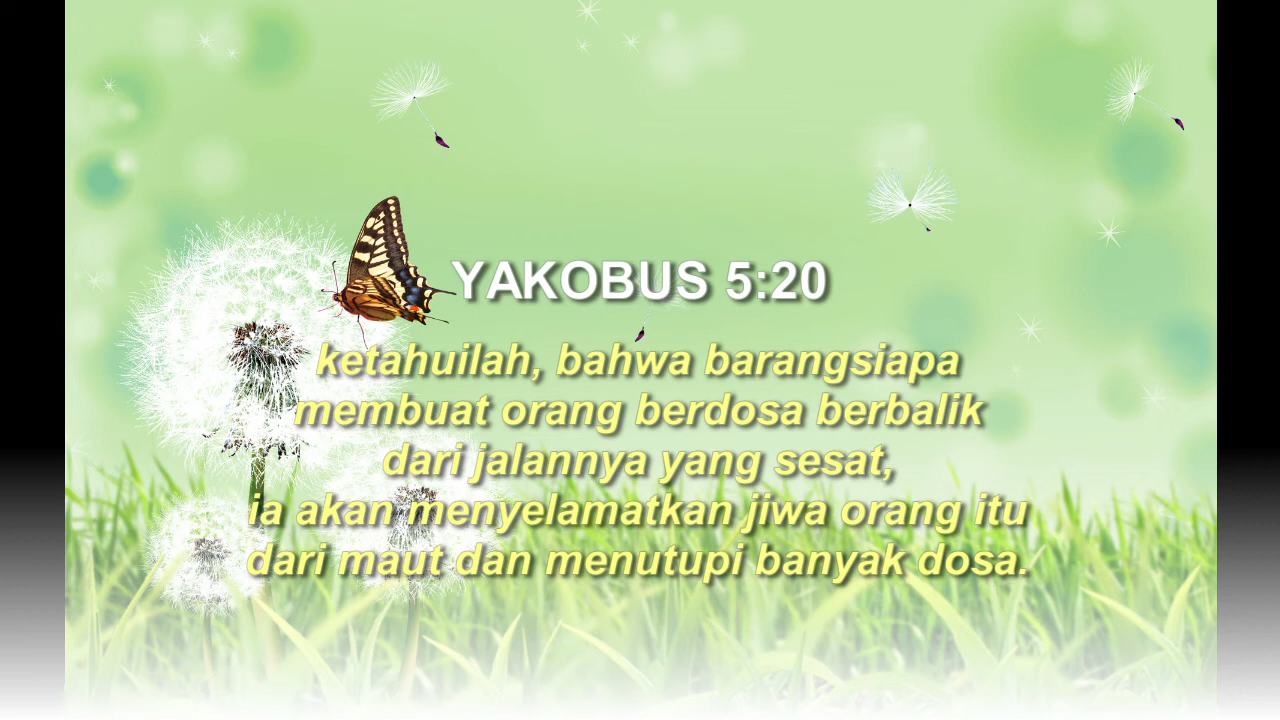 YAKOBUS 5:20
ketahuilah, bahwa barangsiapa
membuat orang berdosa berbalik
dari jalannya yang sesat,
ia akan menyelamatkan jiwa orang itu
dari maut dan menutupi banyak dosa.